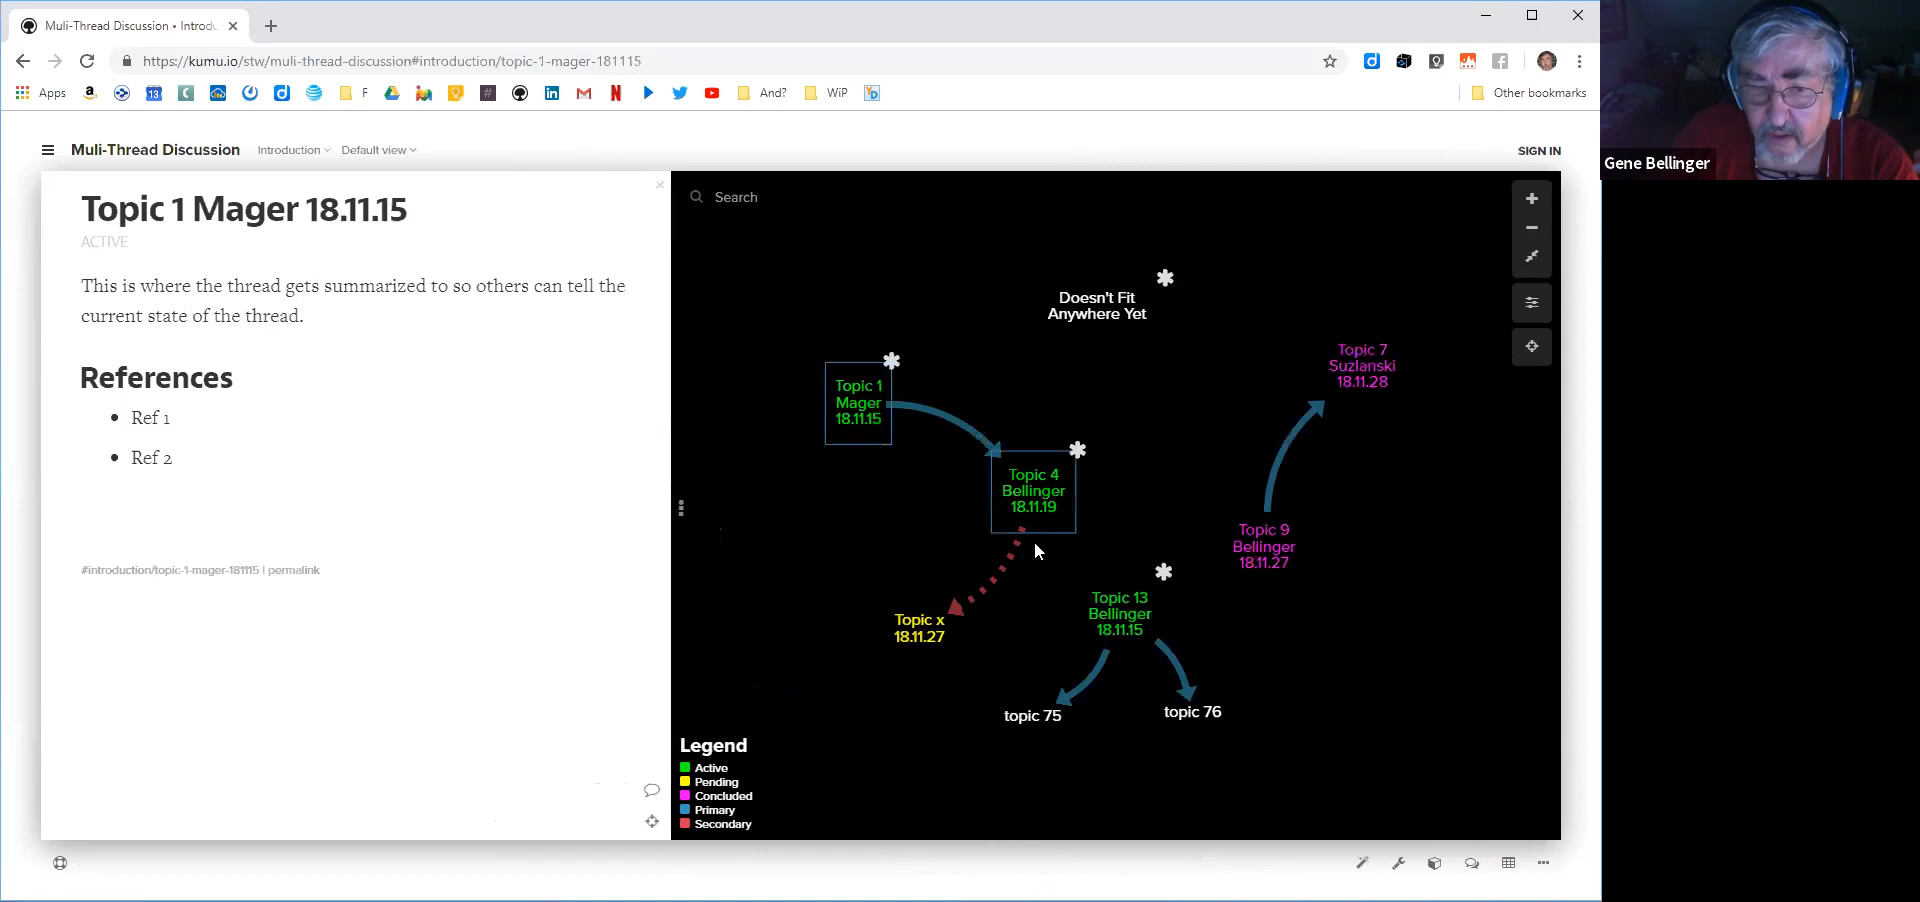 Muli-Thread Discussion • Introdu
https://kumu.io/stw/muli-thread-discussion#introduction/topic-1-mager-181115
Apps
13
F
And?
WiP
Other bookmarks
Gene Bellinger
Muli-Thread Discussion
Introduction
Default view
SIGN IN
Topic 1 Mager 18.11.15
ACTIVE
This is where the thread gets summarized to so others can tell the
current state of the thread.
References
• Ref 1
• Ref 2
#introduction/topic-1-mager-181115 | permalink
Search
Doesn't Fit
Anywhere Yet
Topic 1
Mager
18.11.15
Topic 7
Suzlanski
18.11.28
Topic 4
Bellinger
18.11.19
Topic 9
Bellinger
18.11.27
Topic x
18.11.27
Topic 13
Bellinger
18.11.15
topic 75
topic 76
Legend
Active
Pending
Concluded
Primary
Secondary